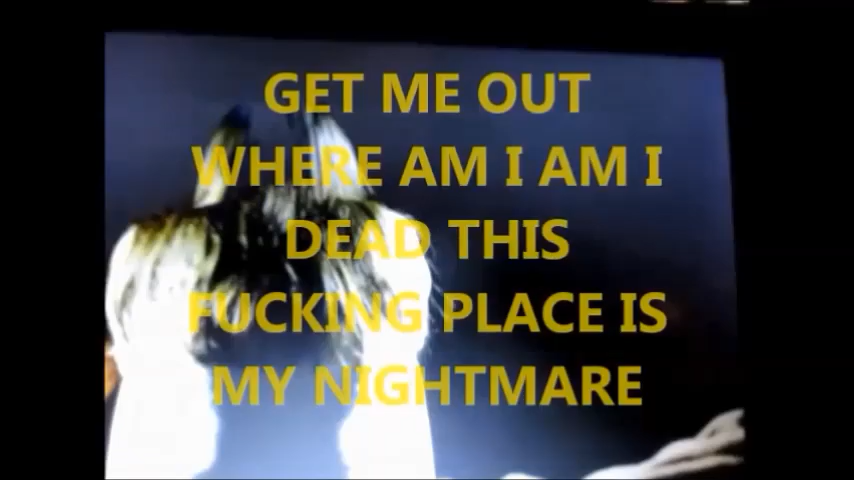 GET ME OUT
WHERE AM I AM I
DEAD THIS
FUCKING PLACE IS
MY NIGHTMARE